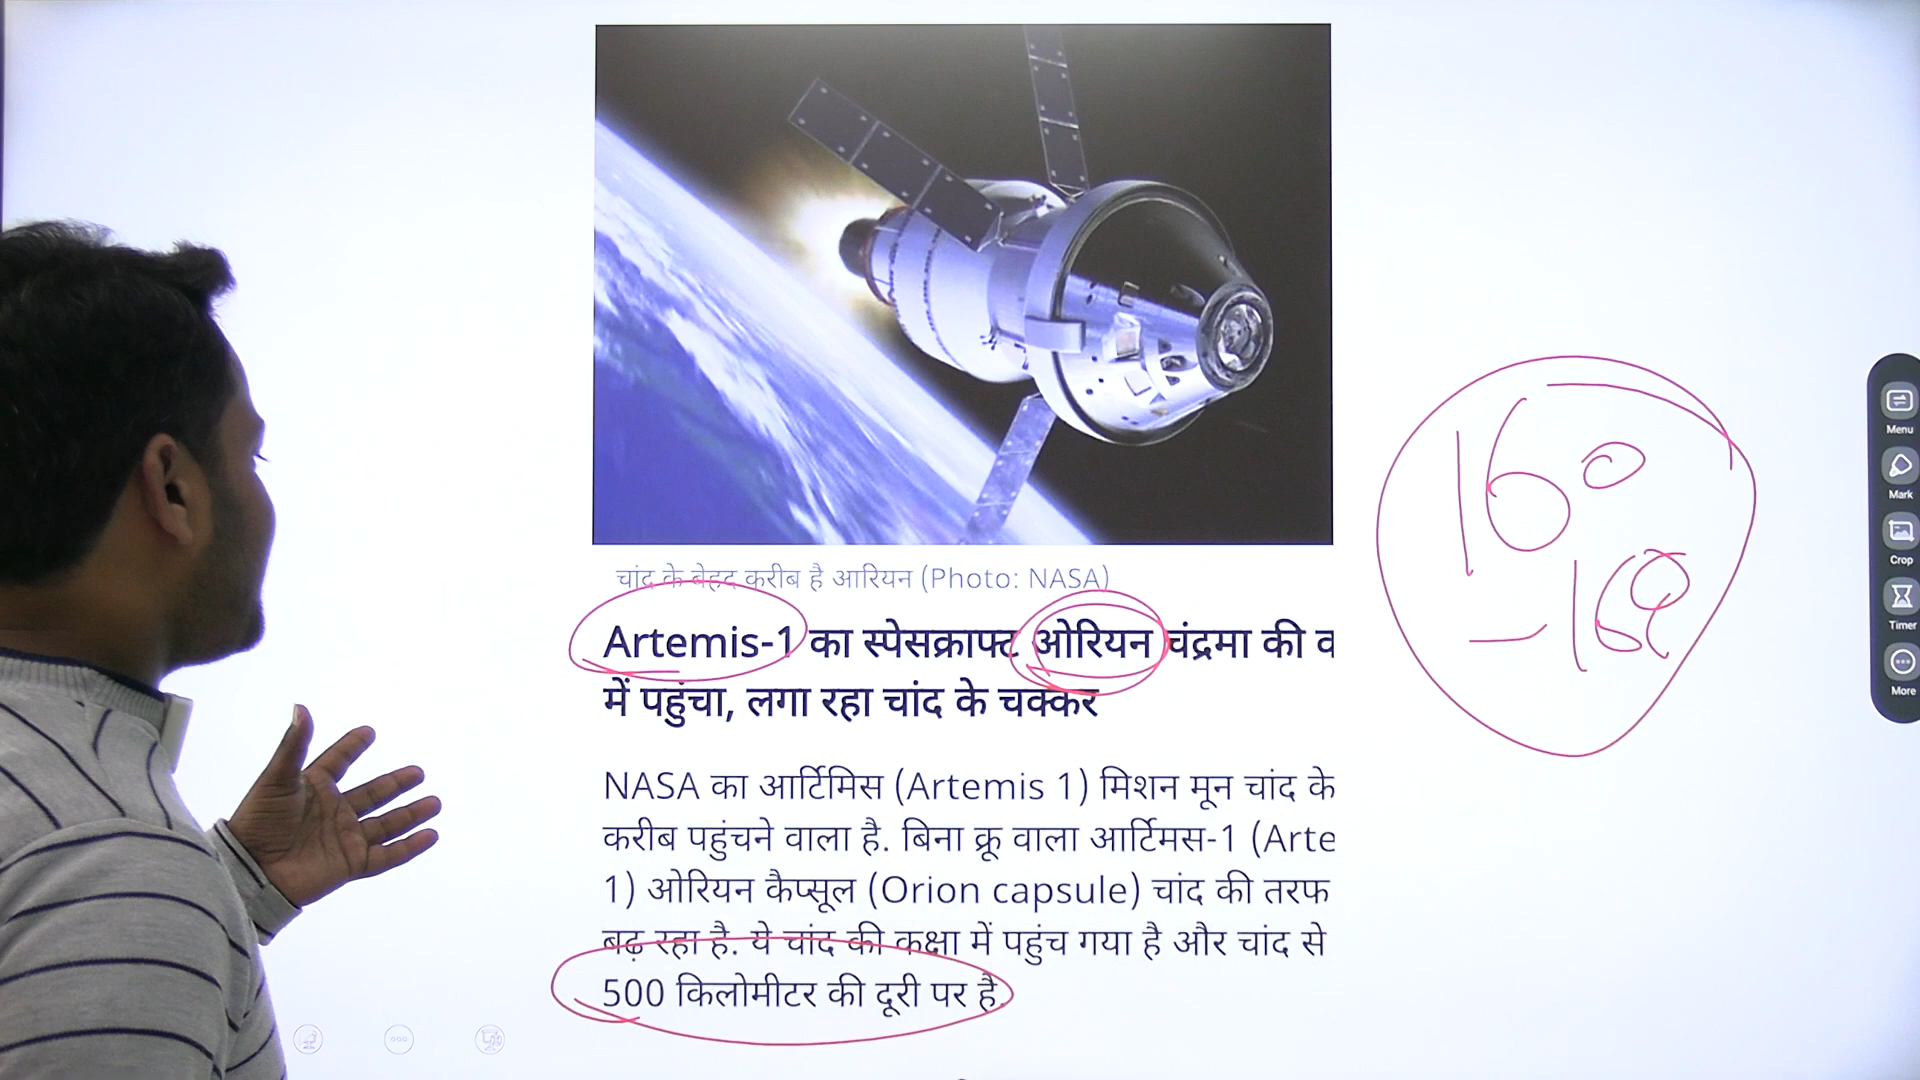 चांद के बेहद करीब है आरियन (Photo: NASA)
Artemis-1 का स्पेसक्राफ्ट ओरियन चंद्रमा की व
में पहुंचा, लगा रहा चांद के चक्कर
NASA का आर्टिमिस (Artemis 1) मिशन मून चांद के
करीब पहुंचने वाला है. बिना क्रू वाला आर्टिमस-1 (Arte
1) ओरियन कैप्सूल (Orion capsule) चांद की तरफ
बढ़ रहा है. ये चांद की कक्षा में पहुंच गया है और चांद से
500 किलोमीटर की दूरी पर है.
16°
Menu
Mark
Crop
Timer
More